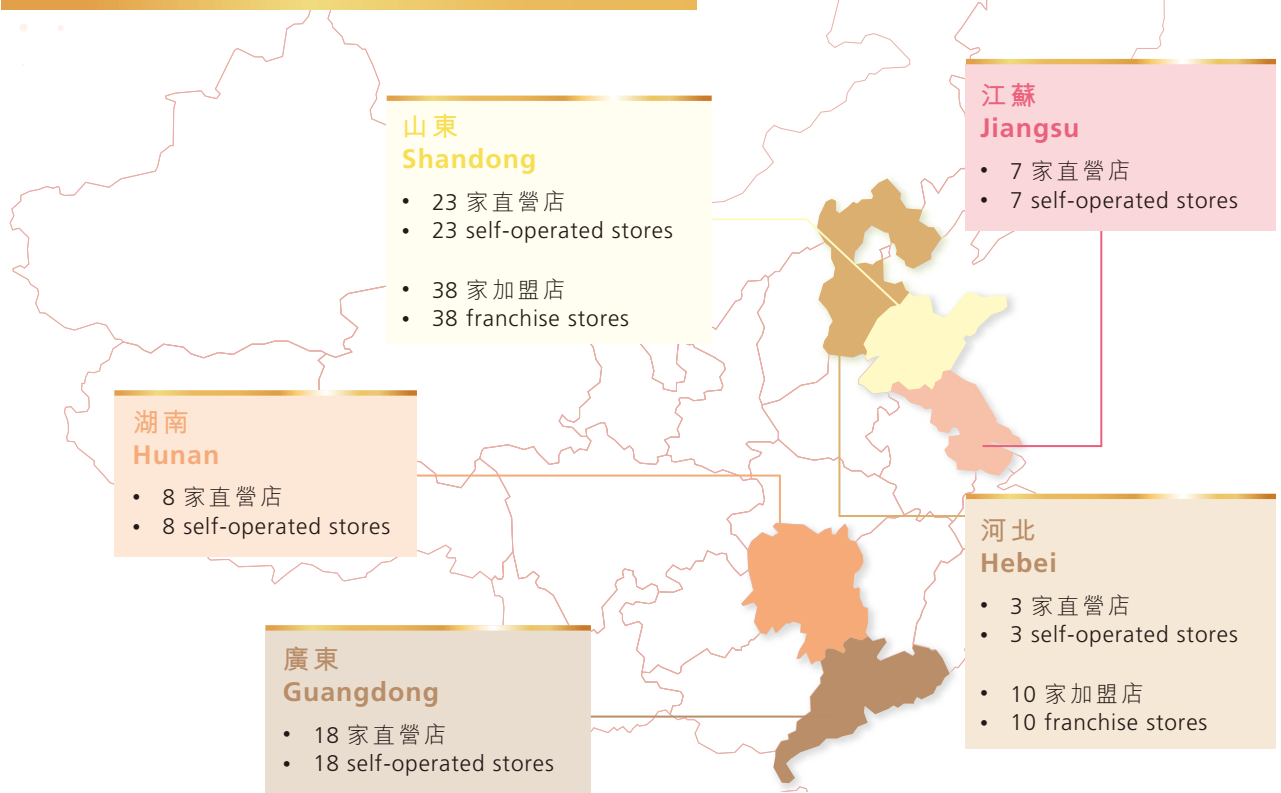 山東
Shandong
• 23 家直營店
• 23 self-operated stores
• 38 家加盟店
• 38 franchise stores
江蘇
Jiangsu
• 7 家直營店
• 7 self-operated stores
湖南
Hunan
• 8 家直營店
• 8 self-operated stores
河北
Hebei
• 3 家直營店
• 3 self-operated stores
• 10 家加盟店
• 10 franchise stores
廣東
Guangdong
• 18 家直營店
• 18 self-operated stores